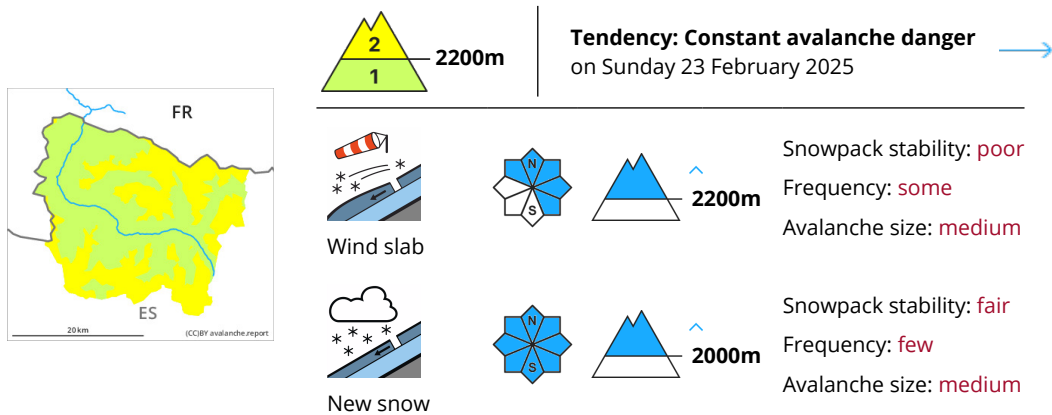 2
2200m
1
Tendency: Constant avalanche danger
on Sunday 23 February 2025
FR
ES
20 km
(CC)BY avalanche.report
N
S
2200m
Snowpack stability: poor
Frequency: some
Avalanche size: medium
Wind slab
N
S
2000m
Snowpack stability: fair
Frequency: few
Avalanche size: medium
New snow